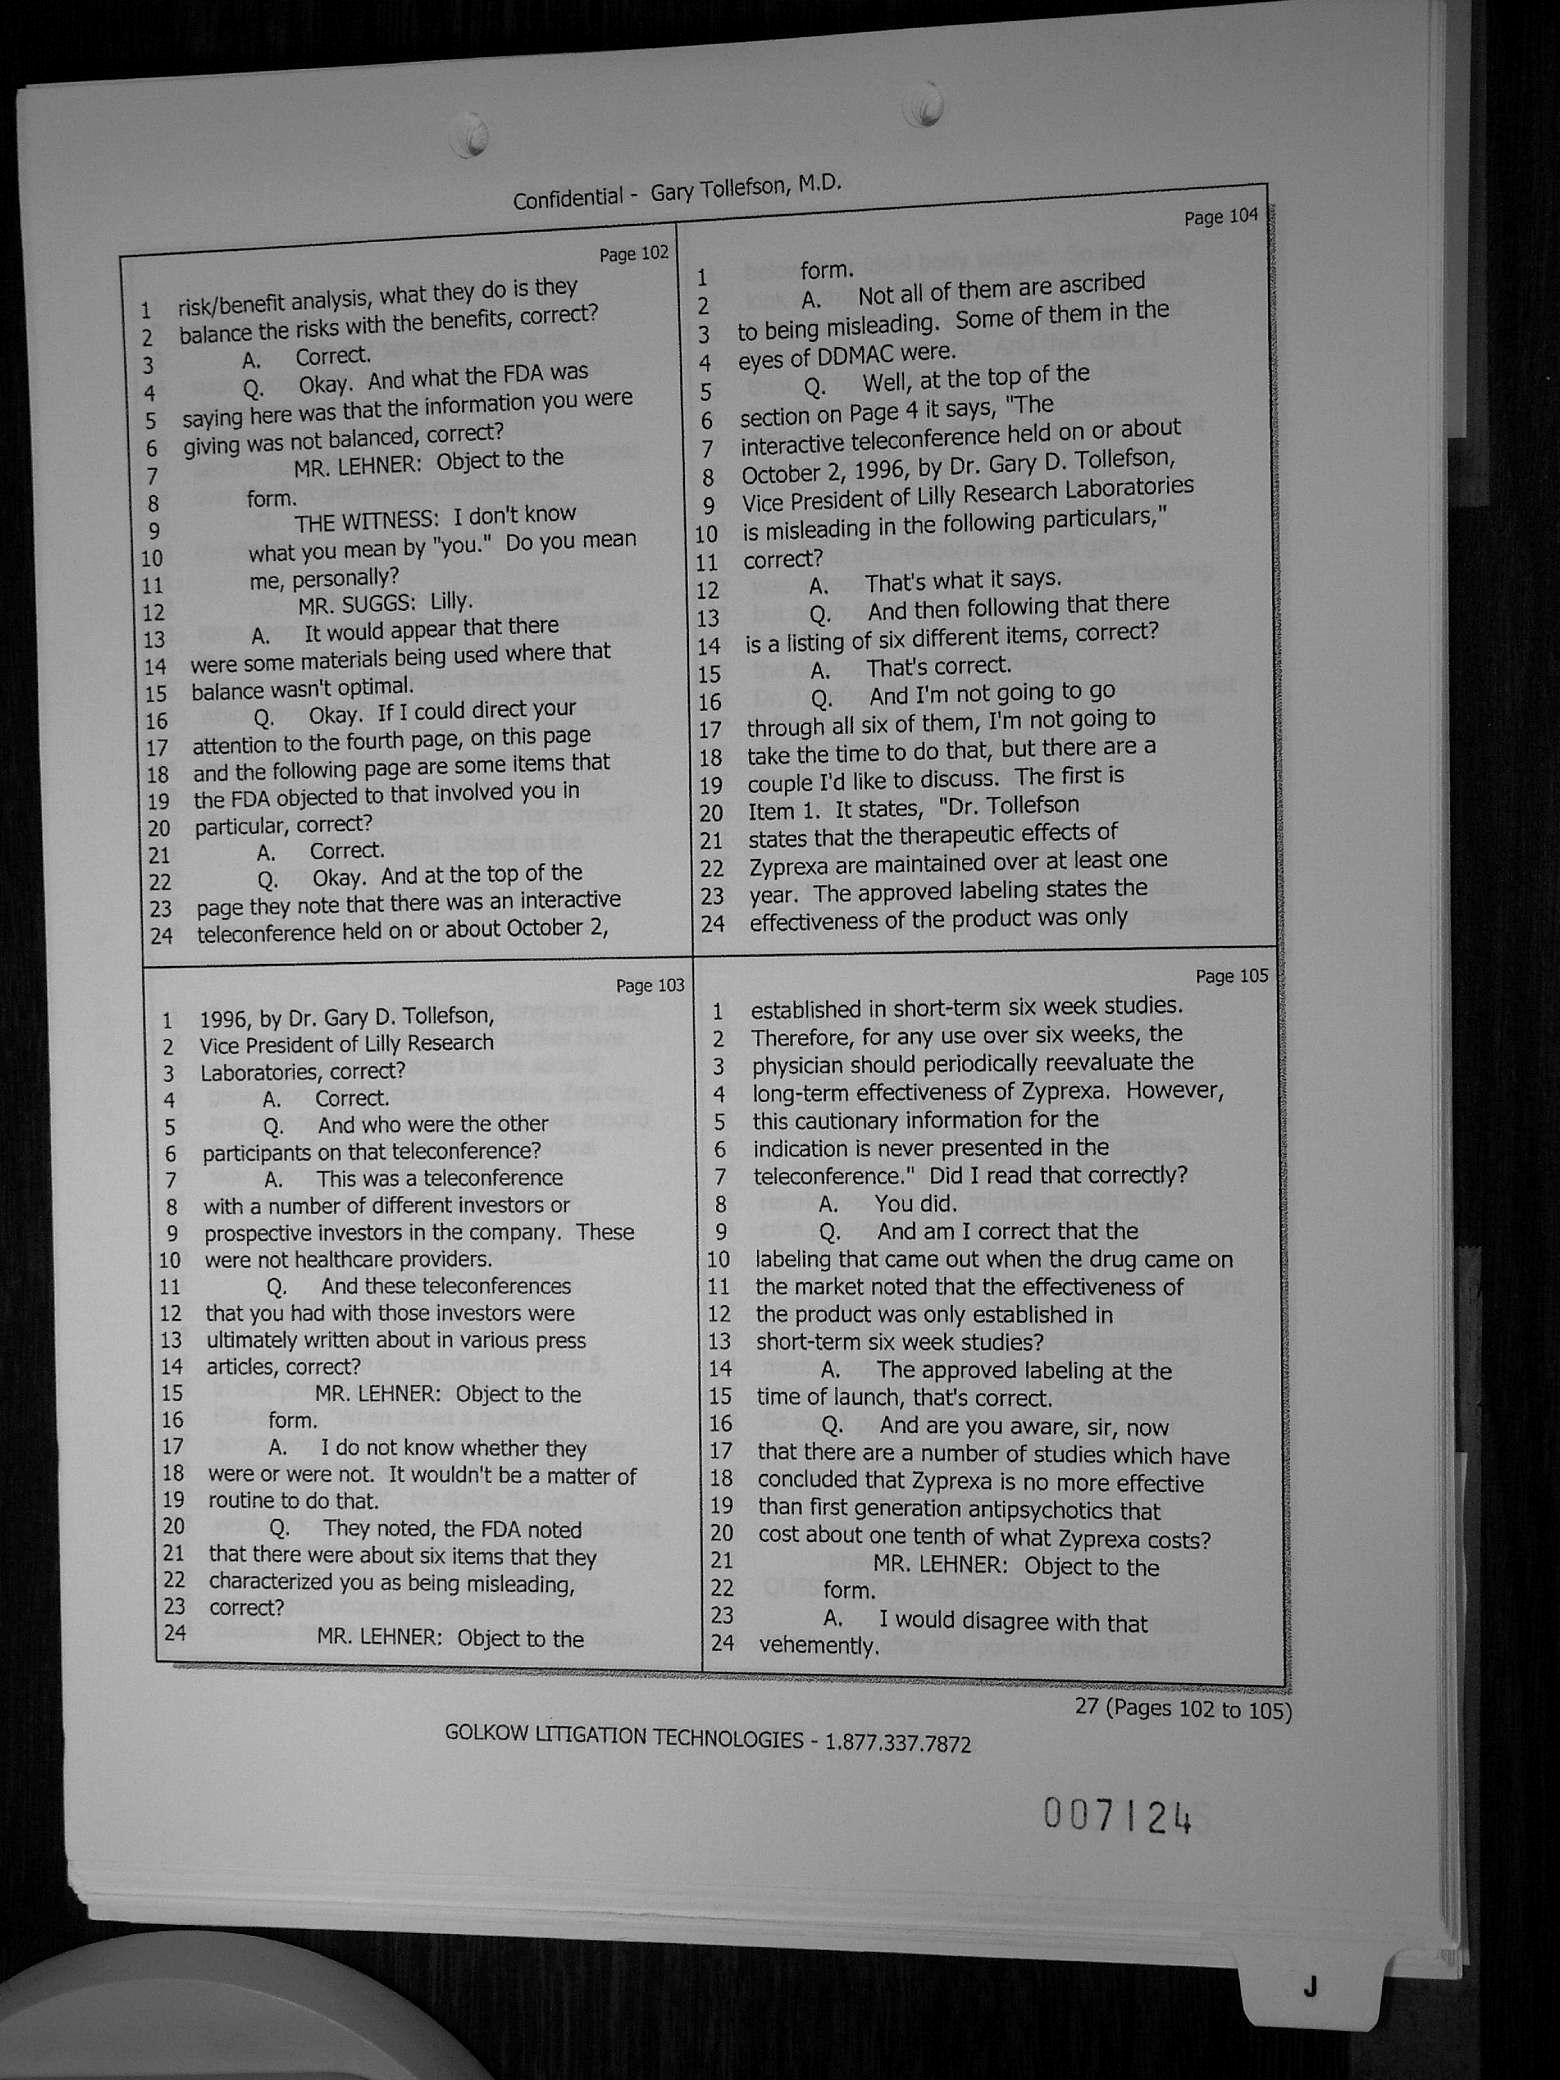 Confidential - Gary Tollefson, M.D.
Page 102
1 risk/benefit analysis, what they do is they
2 balance the risks with the benefits, correct?
3 A. Correct.
4 Q. Okay. And what the FDA was
5 saying here was that the information you were
6 giving was not balanced, correct?
7 MR. LEHNER: Object to the
8 form.
9 THE WITNESS: I don't know
10 what you mean by "you." Do you mean
11 me, personally?
12 MR. SUGGS: Lilly.
13 A. It would appear that there
14 were some materials being used where that
15 balance wasn't optimal.
16 Q. Okay. If I could direct your
17 attention to the fourth page, on this page
18 and the following page are some items that
19 the FDA objected to that involved you in
20 particular, correct?
21 A. Correct.
22 Q. Okay. And at the top of the
23 page they note that there was an interactive
24 teleconference held on or about October 2,
Page 103
1 1996, by Dr. Gary D. Tollefson,
2 Vice President of Lilly Research
3 Laboratories, correct?
4 A. Correct.
5 Q. And who were the other
6 participants on that teleconference?
7 A. This was a teleconference
8 with a number of different investors or
9 prospective investors in the company. These
10 were not healthcare providers.
11 Q. And these teleconferences
12 that you had with those investors were
13 ultimately written about in various press
14 articles, correct?
15 MR. LEHNER: Object to the
16 form.
17 A. I do not know whether they
18 were or were not. It wouldn't be a matter of
19 routine to do that.
20 Q. They noted, the FDA noted
21 that there were about six items that they
22 characterized you as being misleading,
23 correct?
24 MR. LEHNER: Object to the
Page 104
1 form.
2 A. Not all of them are ascribed
3 to being misleading. Some of them in the
4 eyes of DDMAC were.
5 Q. Well, at the top of the
6 section on Page 4 it says, "The
7 interactive teleconference held on or about
8 October 2, 1996, by Dr. Gary D. Tollefson,
9 Vice President of Lilly Research Laboratories
10 is misleading in the following particulars,"
11 correct?
12 A. That's what it says.
13 Q. And then following that there
14 is a listing of six different items, correct?
15 A. That's correct.
16 Q. And I'm not going to go
17 through all six of them, I'm not going to
18 take the time to do that, but there are a
19 couple I'd like to discuss. The first is
20 Item 1. It states, "Dr. Tollefson
21 states that the therapeutic effects of
22 Zyprexa are maintained over at least one
23 year. The approved labeling states the
24 effectiveness of the product was only
Page 105
1 established in short-term six week studies.
2 Therefore, for any use over six weeks, the
3 physician should periodically reevaluate the
4 long-term effectiveness of Zyprexa. However,
5 this cautionary information for the
6 indication is never presented in the
7 teleconference." Did I read that correctly?
8 A. You did.
9 Q. And am I correct that the
10 labeling that came out when the drug came on
11 the market noted that the effectiveness of
12 the product was only established in
13 short-term six week studies?
14 A. The approved labeling at the
15 time of launch, that's correct.
16 Q. And are you aware, sir, now
17 that there are a number of studies which have
18 concluded that Zyprexa is no more effective
19 than first generation antipsychotics that
20 cost about one tenth of what Zyprexa costs?
21 MR. LEHNER: Object to the
22 form.
23 A. I would disagree with that
24 vehemently.
27 (Pages 102 to 105)
GOLKOW LITIGATION TECHNOLOGIES - 1.877.337.7872
007124
J